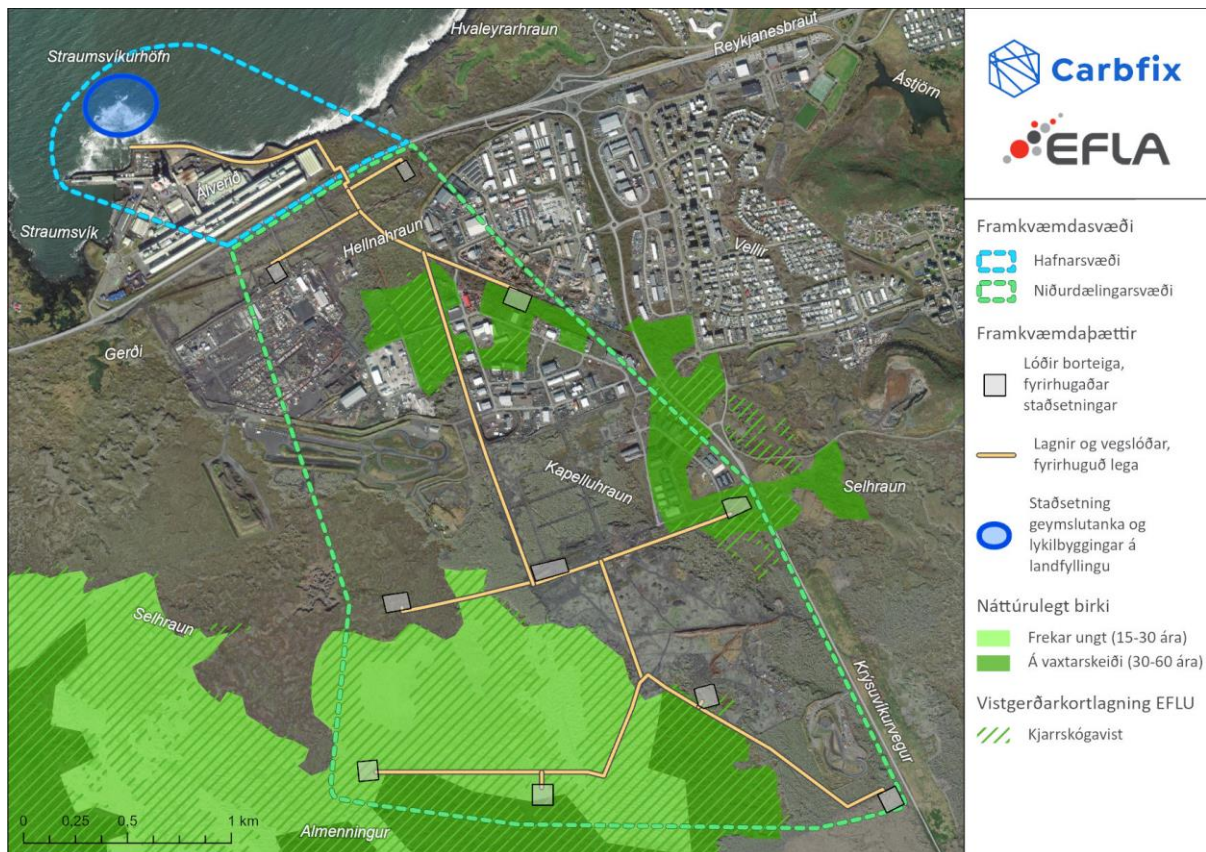 Hvaleyrarhraun
Straumsvíkurhöfn
Reykjanesbraut
Ástjörn
Álverið
Straumsvík
Hellnahraun
Vellir
Gerði
Kapelluhraun
Selhraun
Selhraun
Krýsuvíkurvegur
Almenningur
0 0,25 0,5 1 km
Carbfix
EFLA
Framkvæmdasvæði
Hafnarsvæði
Niðurdælingarsvæði
Framkvæmdaþættir
Lóðir borteiga,
fyrirhugaðar
staðsetningar
Lagnir og vegslóðar,
fyrirhuguð lega
Staðsetning
geymslutanka og
lykilbyggingar á
landfyllingu
Náttúrulegt birki
Frekar ungt (15-30 ára)
Á vaxtarskeiði (30-60 ára)
Vistgerðarkortlagning EFLU
Kjarrskógavist